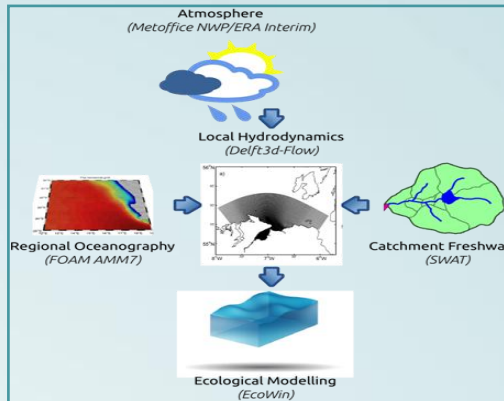 Atmosphere
(Metoffice NWP/ERA Interim)
Local Hydrodynamics
(Delft3d-Flow)
Regional Oceanography
(FOAM AMM7)
Catchment Freshwa
(SWAT)
Ecological Modelling
(EcoWin)